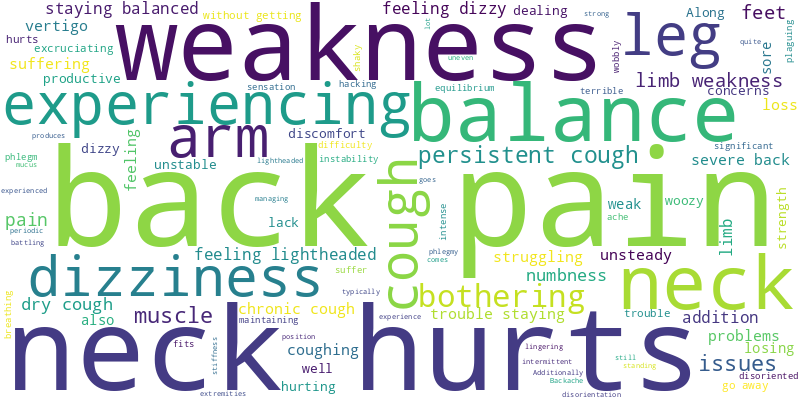 staying balanced
without getting
feeling dizzy
dealing
strong
Along
feet
vertigo
weakness
lot
leg
quite
plaguing
hurts
excruciating
suffering
shaky
uneven
wobbly
sore
productive
sensation
hacking
equilibrium
terrible
limb weakness
concerns
loss
experiencing
balance
produces
arm
discomfort
difficulty
significant
dizzy
feeling
phlegm
mucus
unstable
lightheaded
instability
persistent cough
severe back
back pain
cough
goes
experienced
managing
weak
woozy
ache
strength
pain
periodic
battling
lack
intense
phlegmy
comes
limb
feeling lightheaded
struggling
unsteady
dizziness
suffer
numbness
neck
typically
bothering
breathing
dry cough
also
muscle
chronic cough
maintaining
experience
trouble staying
trouble
addition
neck hurts
fits
stiffness
position
coughing
well
hurting
extremities
lingering
intermittent
Additionally
Backache
disorientation
still
standing
issues
problems
losing
disoriented
go away